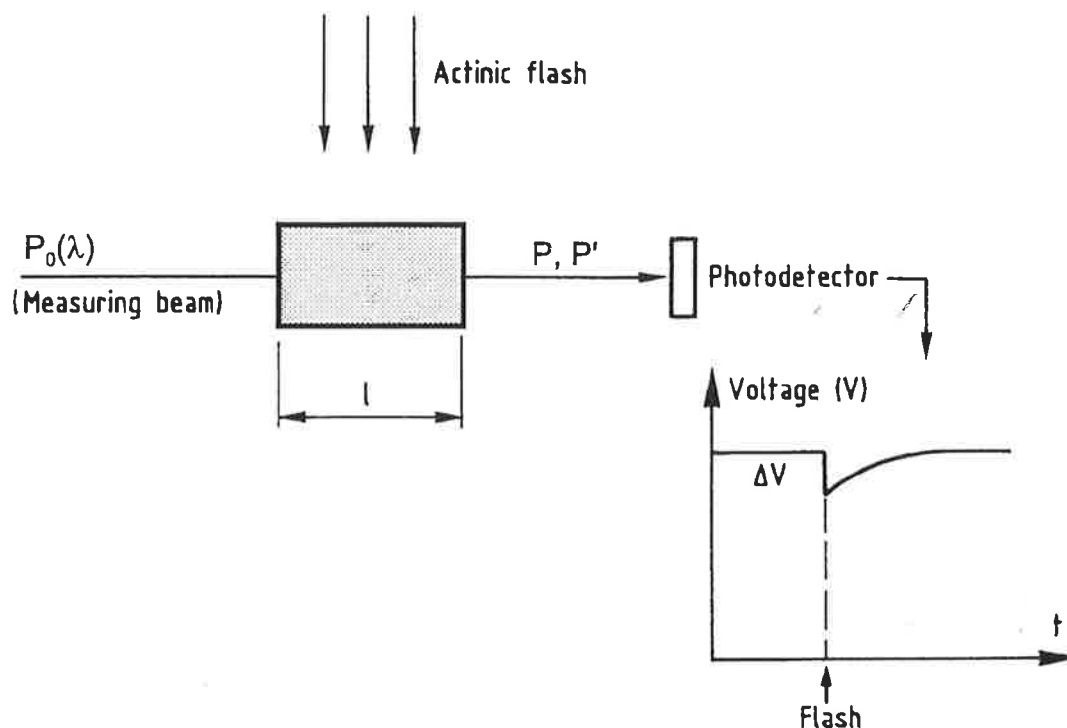 Actinic flash
P₀(λ)
(Measuring beam)
P, P'
Photodetector
l
Voltage (V)
ΔV
t
Flash